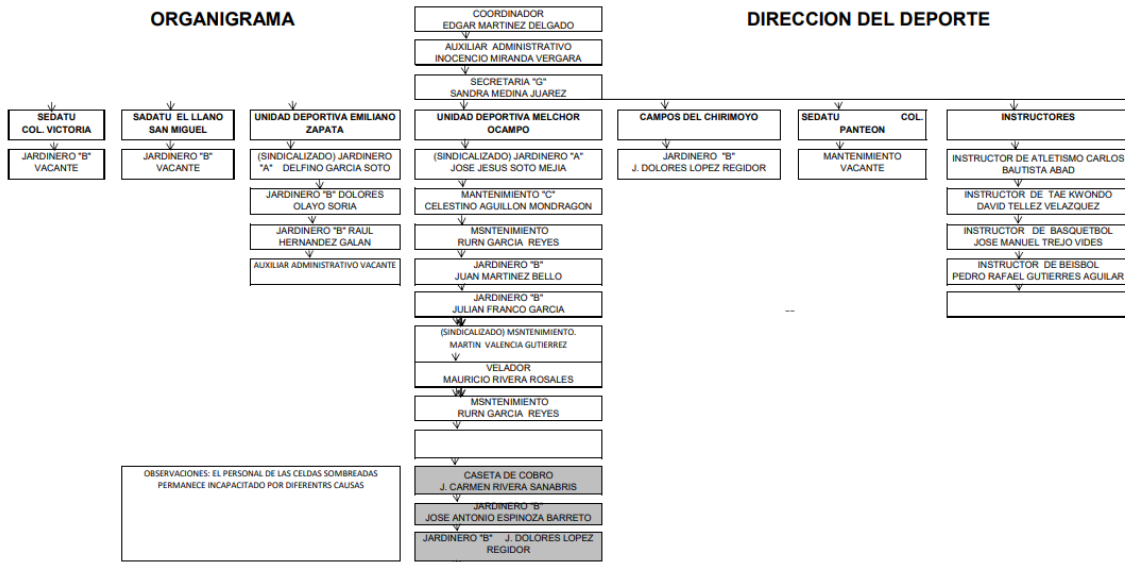 ORGANIGRAMA
DIRECCION DEL DEPORTE
COORDINADOR
EDGAR MARTINEZ DELGADO
AUXILIAR ADMINISTRATIVO
INOCENCIO MIRANDA VERGARA
SECRETARIA "G"
SANDRA MEDINA JUAREZ
SEDATU
COL. VICTORIA
JARDINERO "B"
VACANTE
SADATU EL LLANO
SAN MIGUEL
JARDINERO "B"
VACANTE
UNIDAD DEPORTIVA EMILIANO
ZAPATA
(SINDICALIZADO) JARDINERO
"A" DELFINO GARCIA SOTO
JARDINERO "B" DOLORES
OLAYO SORIA
JARDINERO "B" RAUL
HERNANDEZ GALAN
AUXILIAR ADMINISTRATIVO VACANTE
UNIDAD DEPORTIVA MELCHOR
OCAMPO
(SINDICALIZADO) JARDINERO "A"
JOSE JESUS SOTO MEJIA
MANTENIMIENTO "C"
CELESTINO AGUILLON MONDRAGON
MSNTENIMIENTO
RURN GARCIA REYES
JARDINERO "B"
JUAN MARTINEZ BELLO
JARDINERO "B"
JULIAN FRANCO GARCIA
(SINDICALIZADO) MSNTENIMIENTO.
MARTIN VALENCIA GUTIERREZ
VELADOR
MAURICIO RIVERA ROSALES
MSNTENIMIENTO
RURN GARCIA REYES
CASETA DE COBRO
J. CARMEN RIVERA SANABRIS
JARDINERO "B"
JOSE ANTONIO ESPINOZA BARRETO
JARDINERO "B" J. DOLORES LOPEZ
REGIDOR
CAMPOS DEL CHIRIMOYO
JARDINERO "B"
J. DOLORES LOPEZ REGIDOR
--
SEDATU COL.
PANTEON
MANTENIMIENTO
VACANTE
INSTRUCTORES
INSTRUCTOR DE ATLETISMO CARLOS
BAUTISTA ABAD
INSTRUCTOR DE TAE KWONDO
DAVID TELLEZ VELAZQUEZ
INSTRUCTOR DE BASQUETBOL
JOSE MANUEL TREJO VIDES
INSTRUCTOR DE BEISBOL
PEDRO RAFAEL GUTIERRES AGUILAR
OBSERVACIONES: EL PERSONAL DE LAS CELDAS SOMBREADAS
PERMANECE INCAPACITADO POR DIFERENTRS CAUSAS